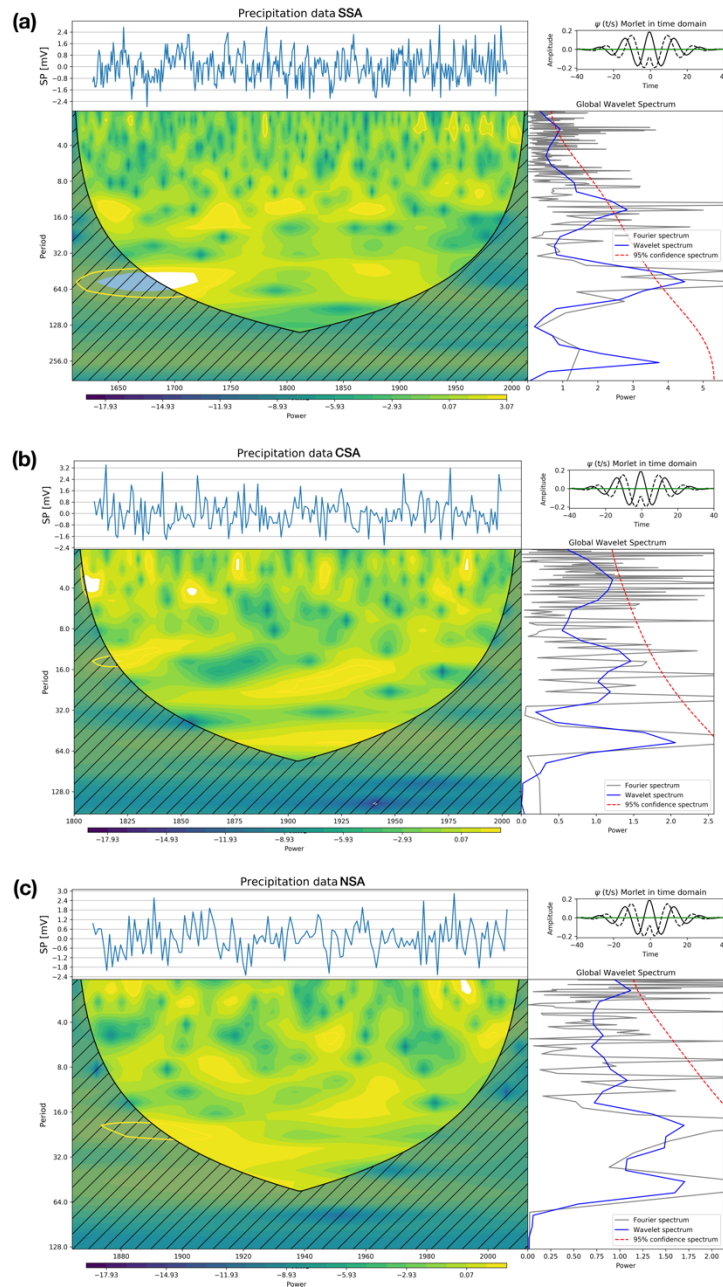 (a)
Precipitation data SSA
ψ (t/s) Morlet in time domain
SP [mV]
2.4
1.6
0.8
0.0
−0.8
−1.6
−2.4
Amplitude
0.2
0.0
−0.2
−40 −20 0 20 40
Time
Global Wavelet Spectrum
Period
4.0
8.0
16.0
32.0
64.0
128.0
256.0
Fourier spectrum
Wavelet spectrum
95% confidence spectrum
1650 1700 1750 1800 1850 1900 1950 2000
0 1 2 3 4 5
Power
−17.93 −14.93 −11.93 −8.93 −5.93 −2.93 0.07 3.07
Power
(b)
Precipitation data CSA
ψ (t/s) Morlet in time domain
SP [mV]
3.2
2.4
1.6
0.8
0.0
−0.8
−1.6
−2.4
Amplitude
0.2
0.0
−0.2
−40 −20 0 20 40
Time
Global Wavelet Spectrum
Period
4.0
8.0
16.0
32.0
64.0
128.0
Fourier spectrum
Wavelet spectrum
95% confidence spectrum
1800 1825 1850 1875 1900 1925 1950 1975 2000
0.0 0.5 1.0 1.5 2.0 2.5
Power
−17.93 −14.93 −11.93 −8.93 −5.93 −2.93 0.07
Power
(c)
Precipitation data NSA
ψ (t/s) Morlet in time domain
SP [mV]
3.0
2.4
1.8
1.2
0.6
0.0
−0.6
−1.2
−1.8
−2.4
Amplitude
0.2
0.0
−0.2
−40 −20 0 20 40
Time
Global Wavelet Spectrum
Period
4.0
8.0
16.0
32.0
64.0
128.0
Fourier spectrum
Wavelet spectrum
95% confidence spectrum
1880 1900 1920 1940 1960 1980 2000
0.00 0.25 0.50 0.75 1.00 1.25 1.50 1.75 2.00
Power
−17.93 −14.93 −11.93 −8.93 −5.93 −2.93 0.07
Power